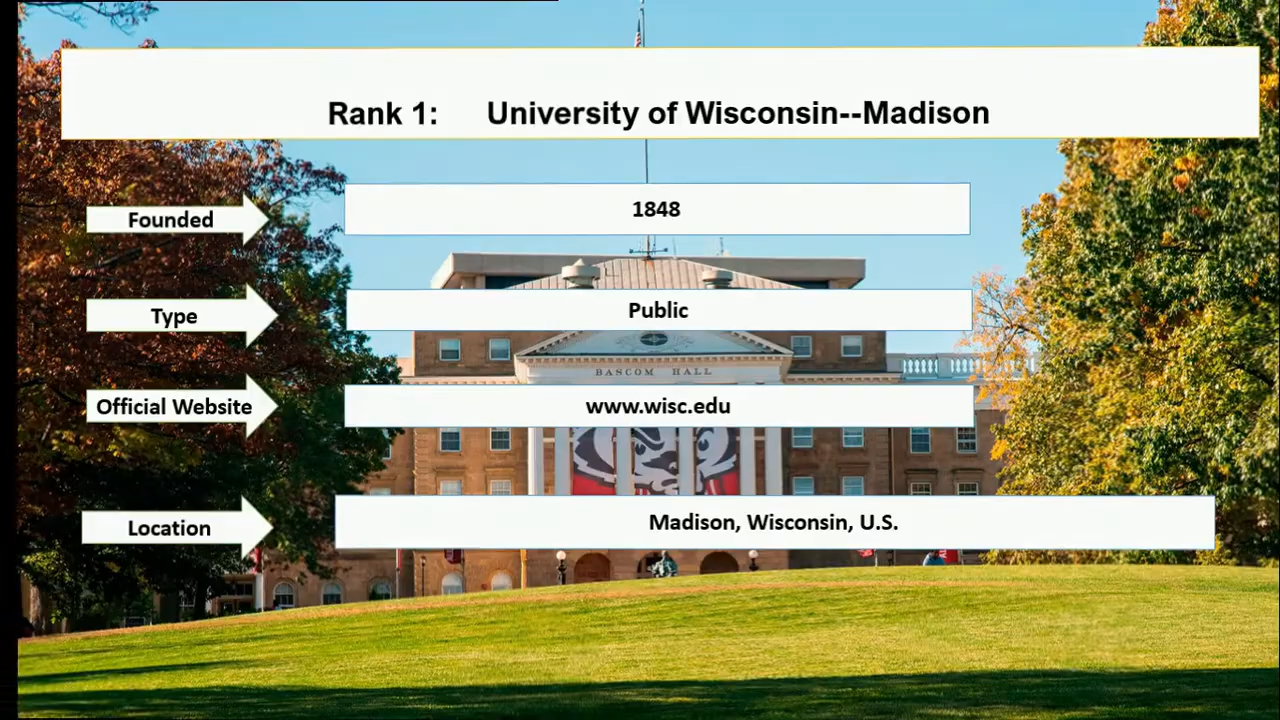 Rank 1: University of Wisconsin--Madison
Founded
1848
Type
Public
BASCOM HALL
Official Website
www.wisc.edu
Location
Madison, Wisconsin, U.S.